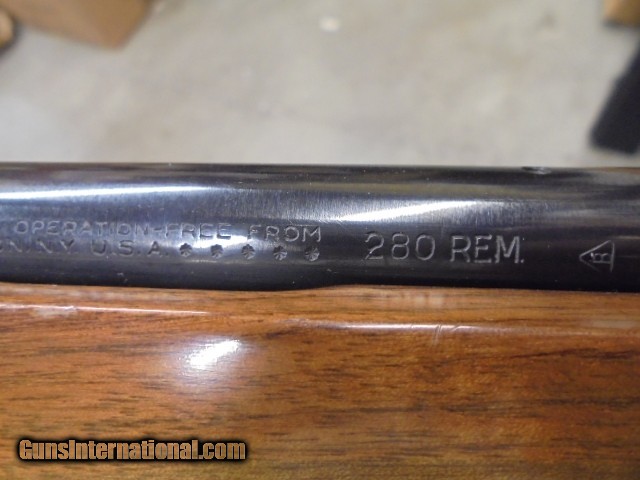 OPERATION-FREE FROM
N.Y. U.S.A. ✱ ✱ ✱ ✱ ✱
280 REM.
R
GunsInternational.com